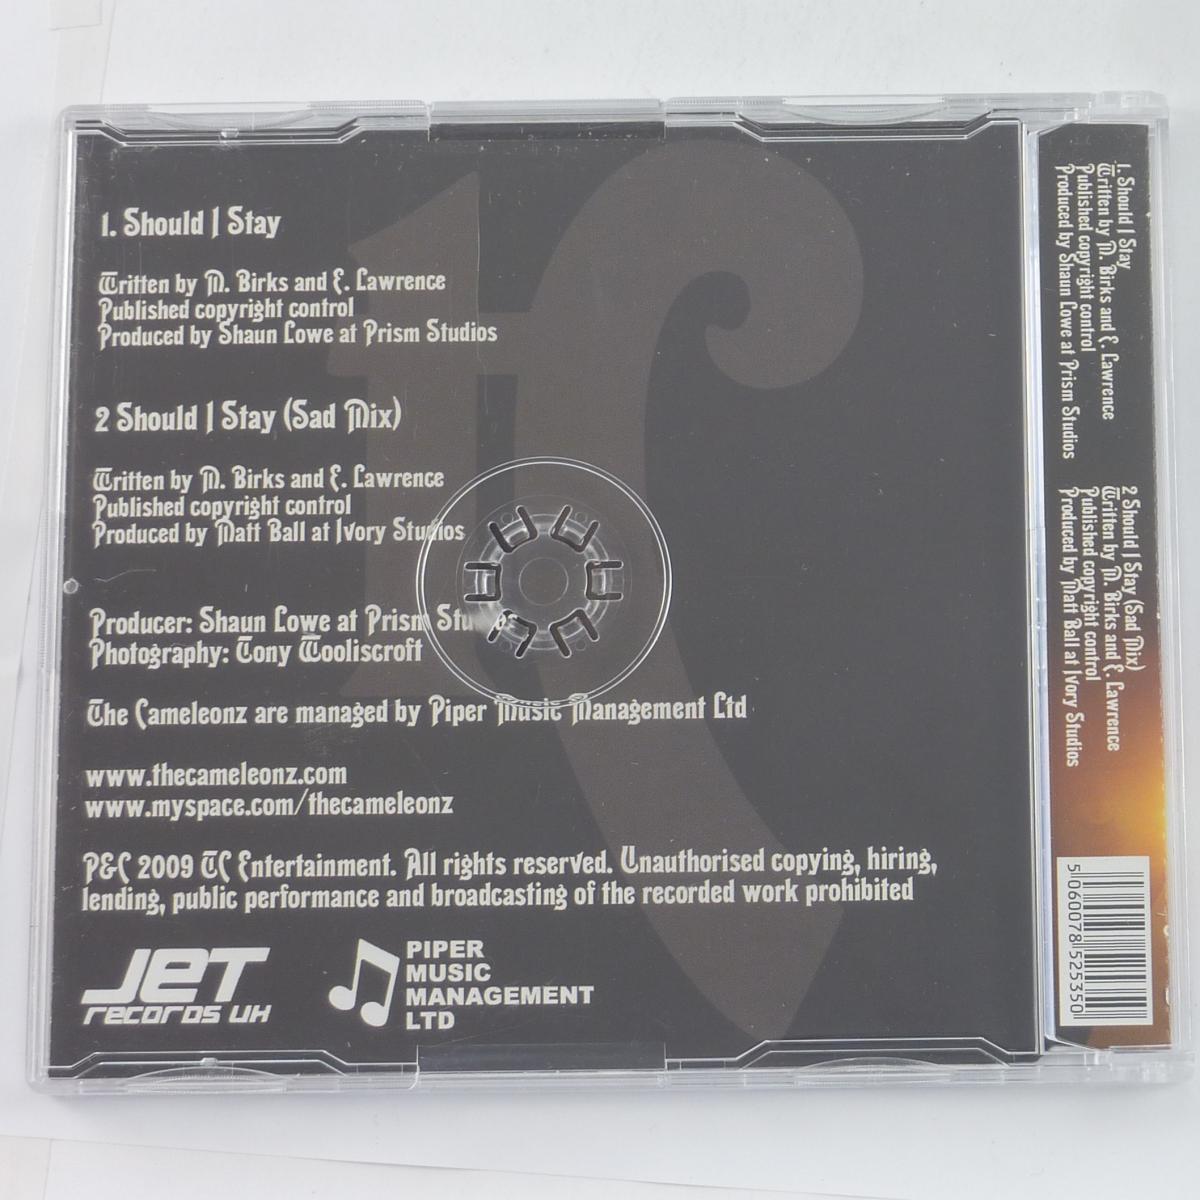 1. Should I Stay
Written by M. Birks and E. Lawrence
Published copyright control
Produced by Shaun Lowe at Prism Studios
2 Should I Stay (Sad Mix)
Written by M. Birks and E. Lawrence
Published copyright control
Produced by Matt Ball at Ivory Studios
Producer: Shaun Lowe at Prism Studios
Photography: Tony Wooliscroft
The Cameleonz are managed by Piper Music Management Ltd
www.thecameleonz.com
www.myspace.com/thecameleonz
P&C 2009 TC Entertainment. All rights reserved. Unauthorised copying, hiring,
lending, public performance and broadcasting of the recorded work prohibited
JET
records UK
PIPER
MUSIC
MANAGEMENT
LTD
1. Should I Stay
Written by M. Birks and E. Lawrence
Published copyright control
Produced by Shaun Lowe at Prism Studios
2 Should I Stay (Sad Mix)
Written by M. Birks and E. Lawrence
Published copyright control
Produced by Matt Ball at Ivory Studios
5 060078 525350